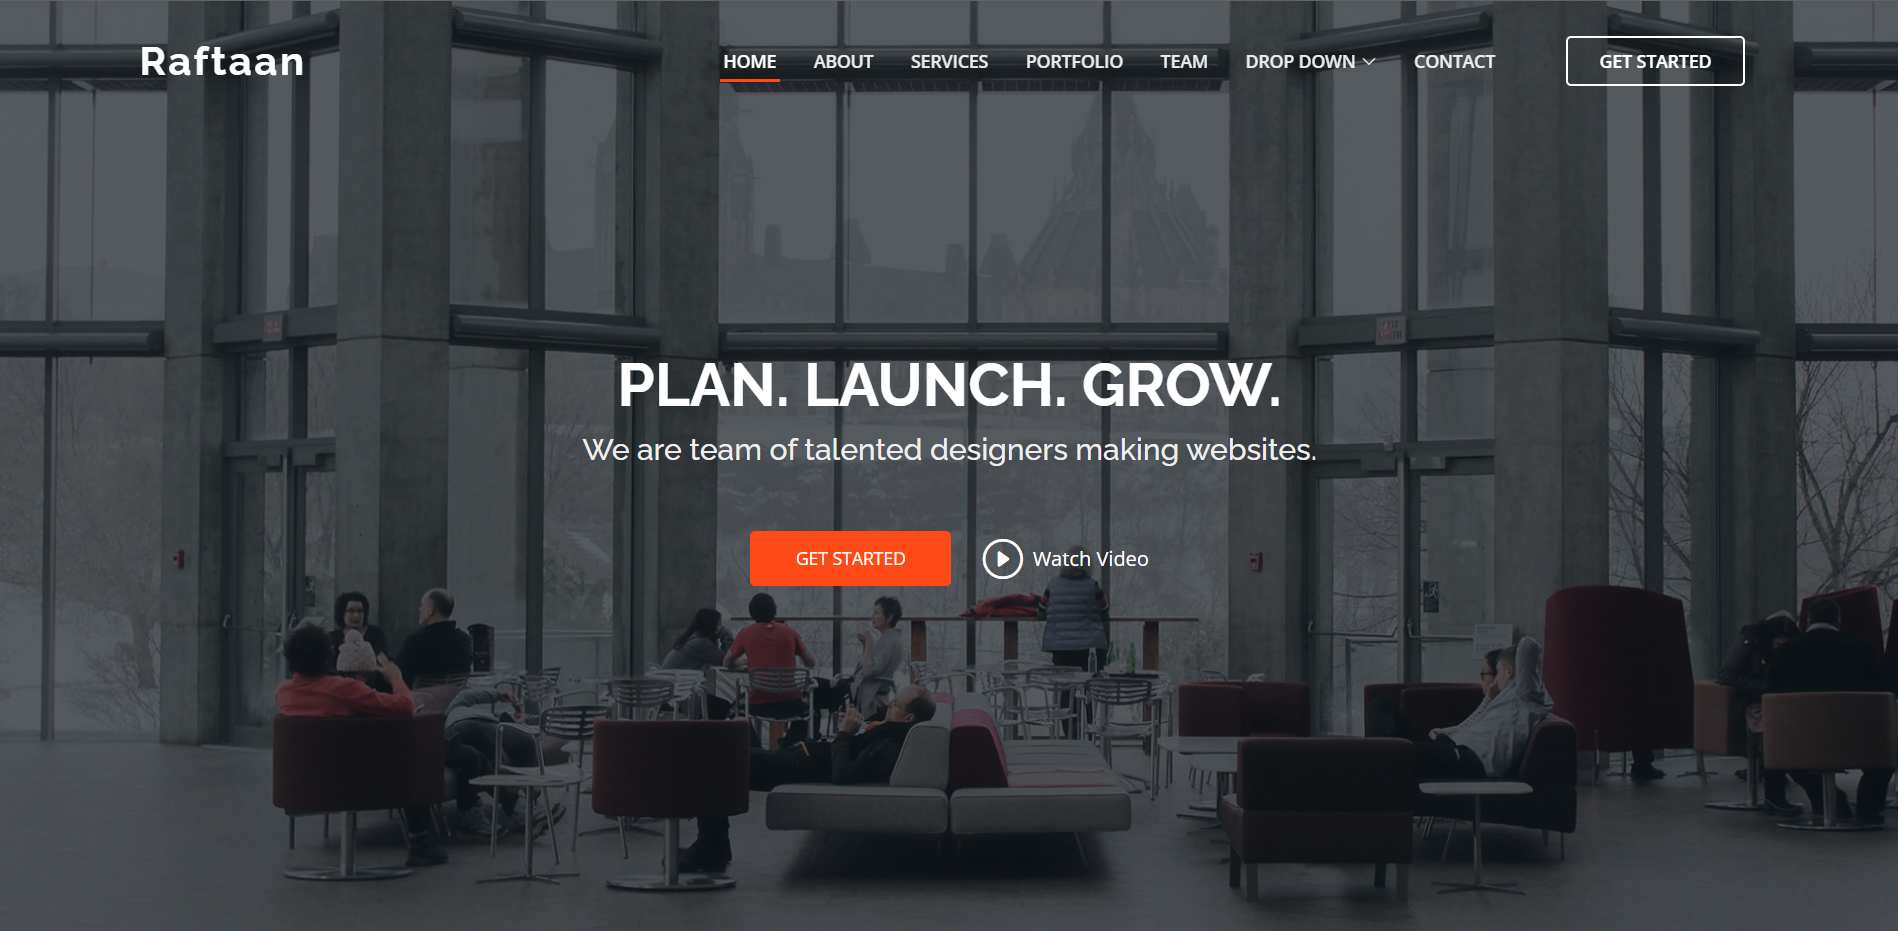 Raftaan
HOME ABOUT SERVICES PORTFOLIO TEAM DROP DOWN CONTACT GET STARTED
PLAN. LAUNCH. GROW.
We are team of talented designers making websites.
GET STARTED Watch Video